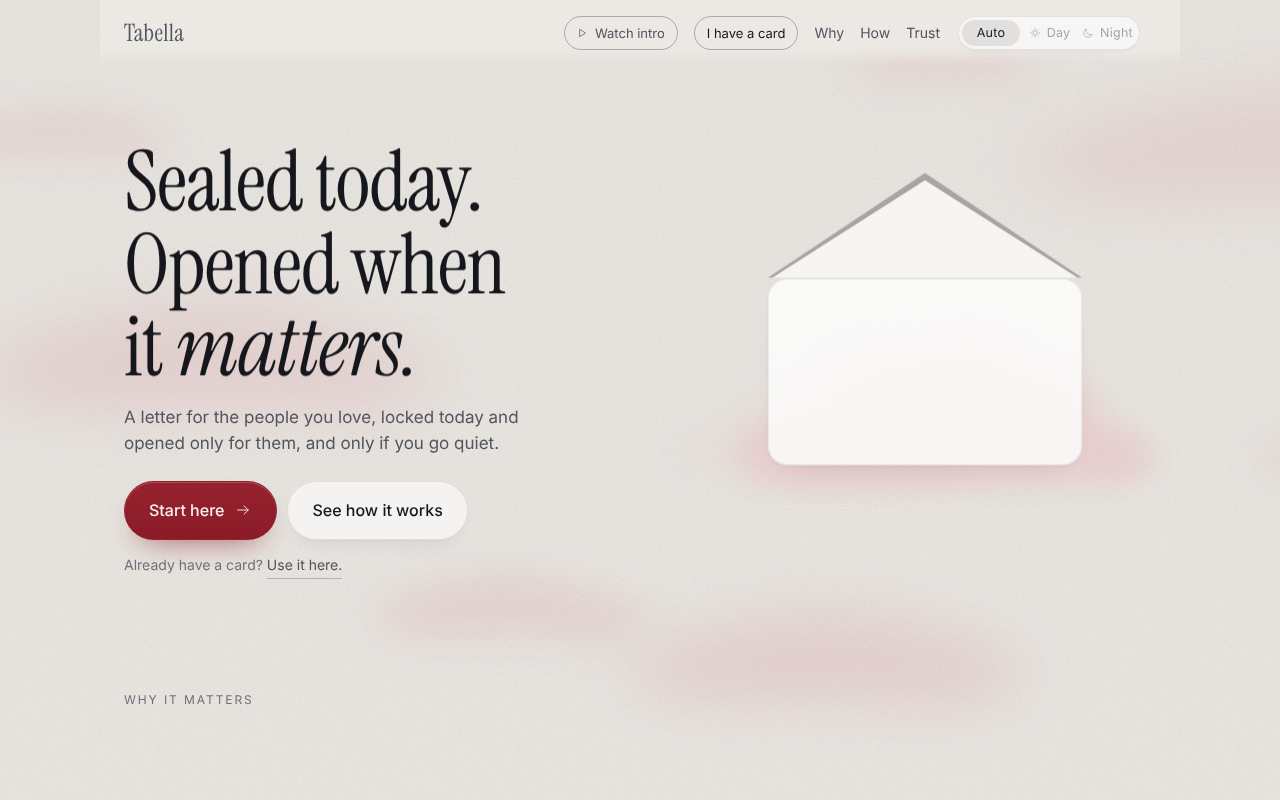 Tabella
Watch intro
I have a card
Why
How
Trust
Auto
Day
Night
Sealed today.
Opened when
it matters.
A letter for the people you love, locked today and
opened only for them, and only if you go quiet.
Start here
See how it works
Already have a card? Use it here.
WHY IT MATTERS